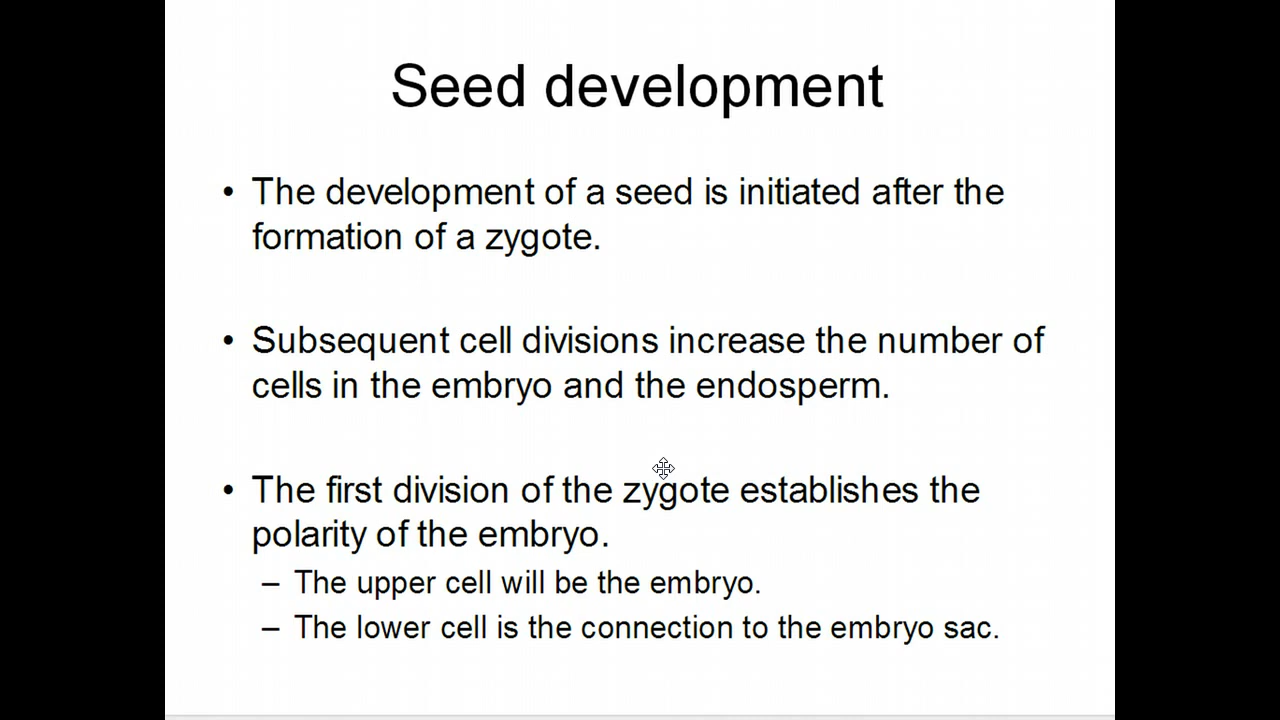 Seed development
• The development of a seed is initiated after the
formation of a zygote.
• Subsequent cell divisions increase the number of
cells in the embryo and the endosperm.
• The first division of the zygote establishes the
polarity of the embryo.
– The upper cell will be the embryo.
– The lower cell is the connection to the embryo sac.